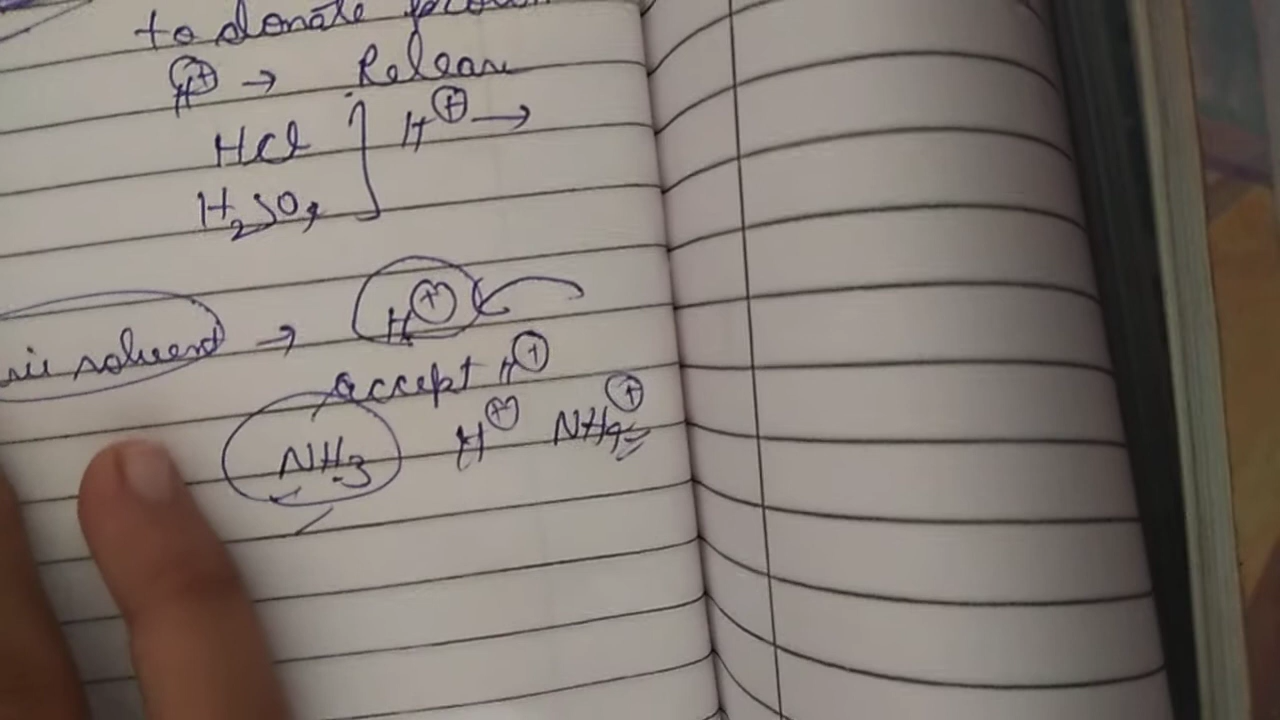 to donate
H⊕ → Release
HCl ] H⊕ →
H₂SO₄
solvent → H⊕
accept H⊕
NH₃ H⊕ NH₄⊕